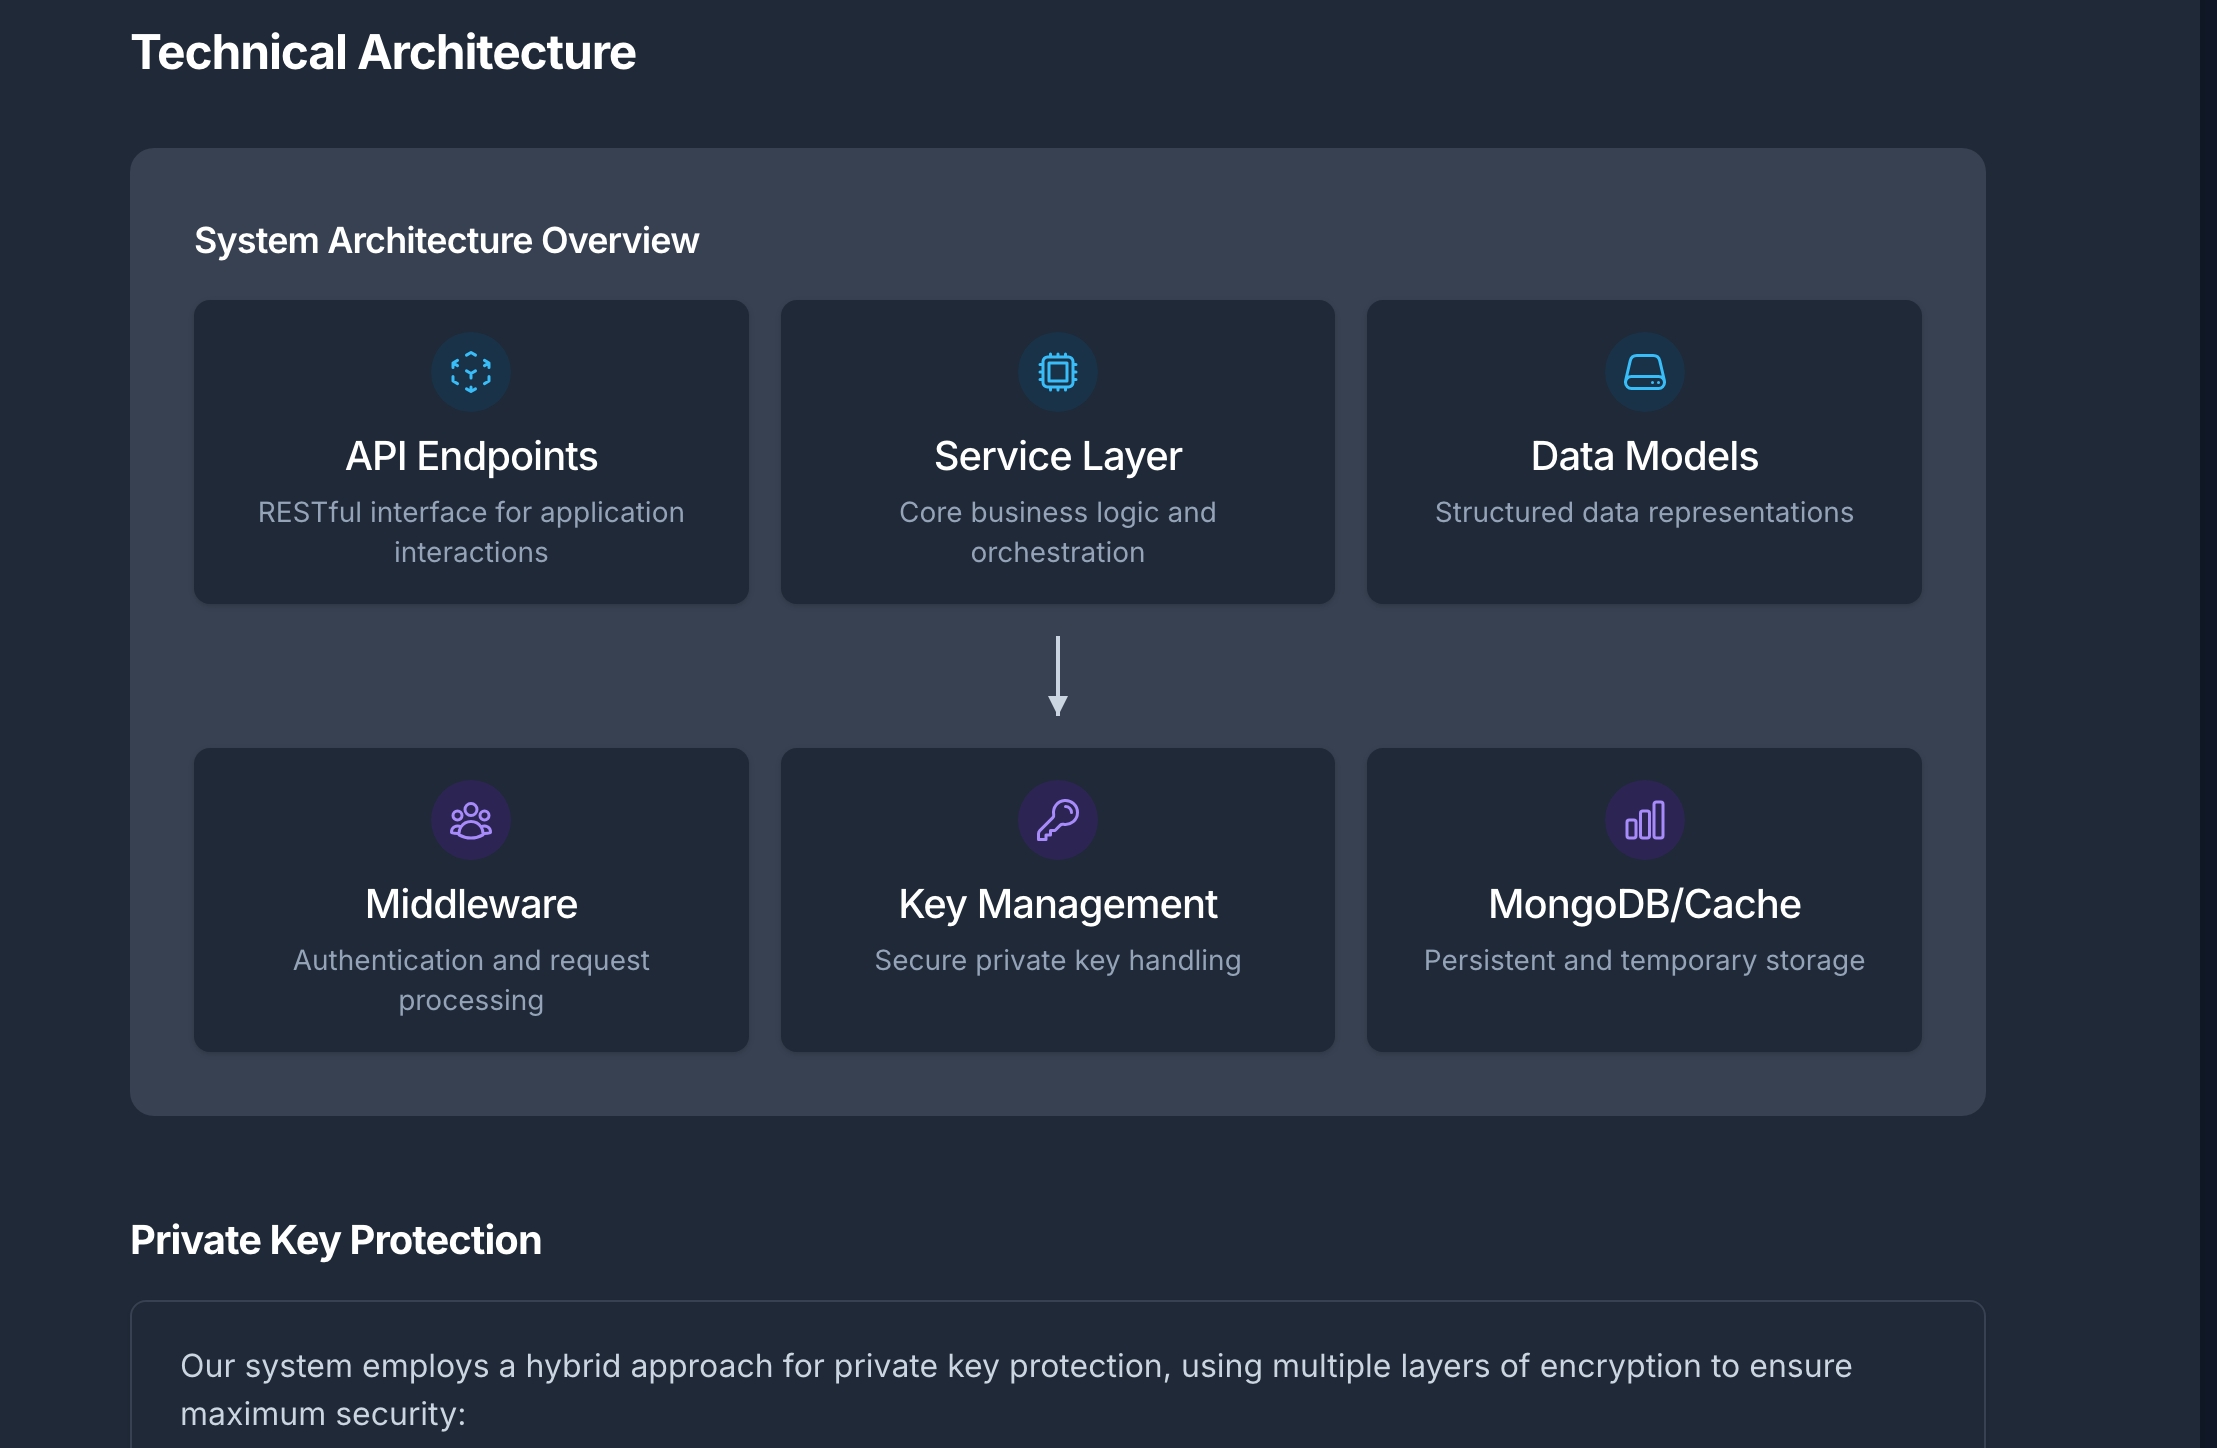 Technical Architecture
System Architecture Overview
API Endpoints
RESTful interface for application
interactions
Service Layer
Core business logic and
orchestration
Data Models
Structured data representations
Middleware
Authentication and request
processing
Key Management
Secure private key handling
MongoDB/Cache
Persistent and temporary storage
Private Key Protection
Our system employs a hybrid approach for private key protection, using multiple layers of encryption to ensure
maximum security: